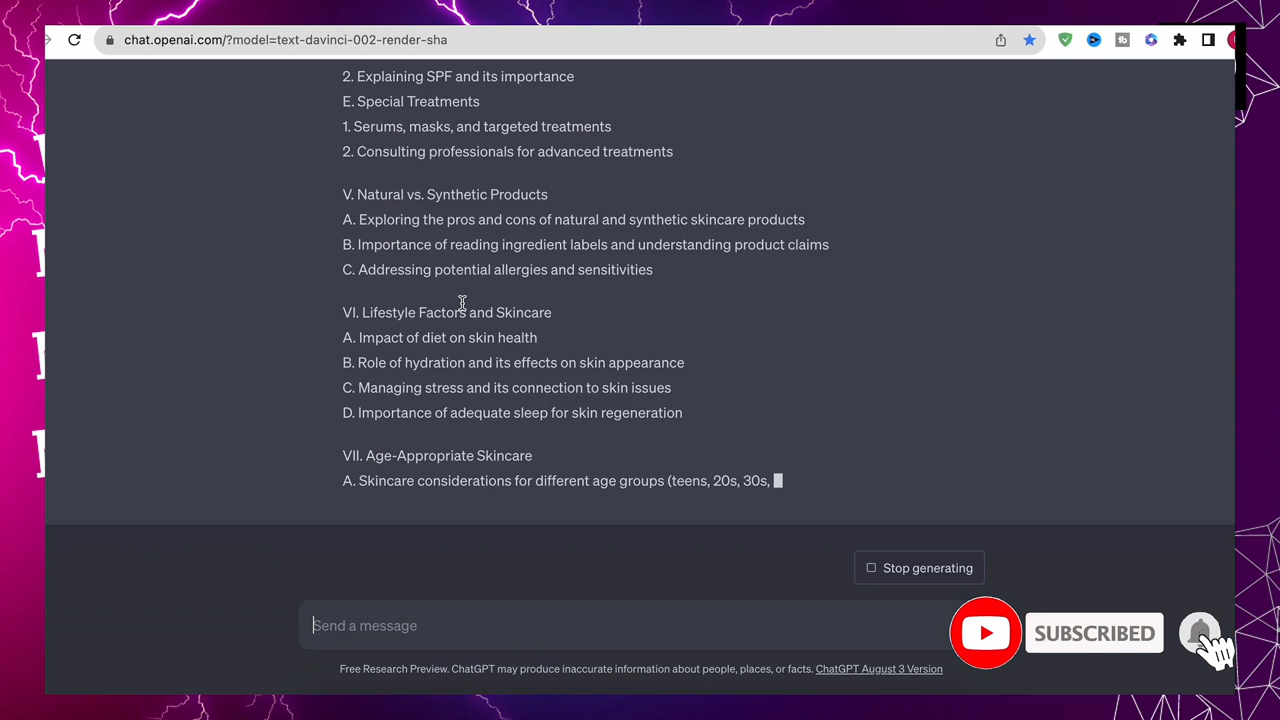 chat.openai.com/?model=text-davinci-002-render-sha
2. Explaining SPF and its importance
E. Special Treatments
1. Serums, masks, and targeted treatments
2. Consulting professionals for advanced treatments
V. Natural vs. Synthetic Products
A. Exploring the pros and cons of natural and synthetic skincare products
B. Importance of reading ingredient labels and understanding product claims
C. Addressing potential allergies and sensitivities
VI. Lifestyle Factors and Skincare
A. Impact of diet on skin health
B. Role of hydration and its effects on skin appearance
C. Managing stress and its connection to skin issues
D. Importance of adequate sleep for skin regeneration
VII. Age-Appropriate Skincare
A. Skincare considerations for different age groups (teens, 20s, 30s,
Stop generating
Send a message
SUBSCRIBED
Free Research Preview. ChatGPT may produce inaccurate information about people, places, or facts. ChatGPT August 3 Version